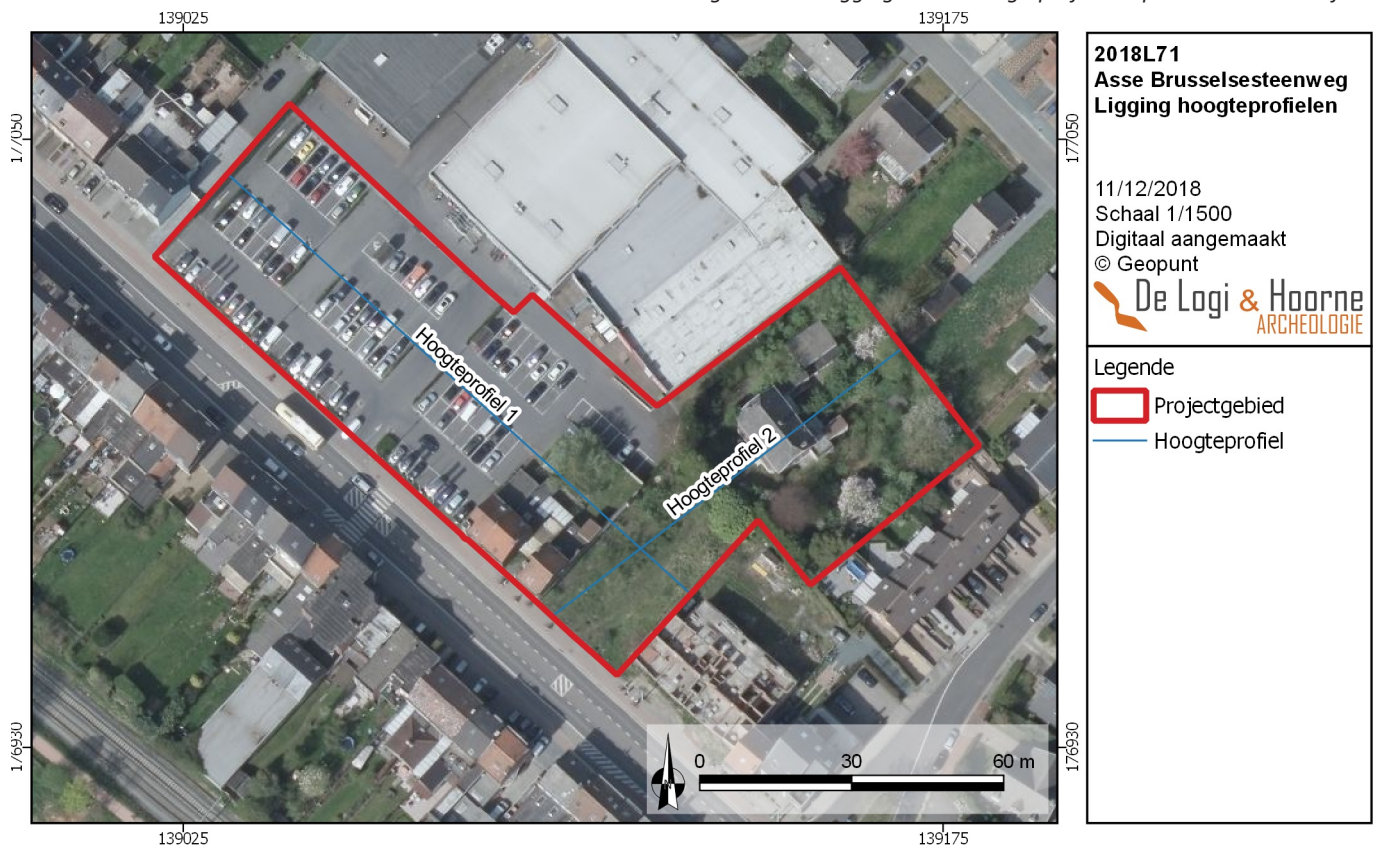 139025
139175
177050
177050
176930
176930
Hoogteprofiel 1
Hoogteprofiel 2
0 30 60 m
N
139025
139175
2018L71
Asse Brusselsesteenweg
Ligging hoogteprofielen
11/12/2018
Schaal 1/1500
Digitaal aangemaakt
© Geopunt
De Logi & Hoorne
ARCHEOLOGIE
Legende
Projectgebied
Hoogteprofiel